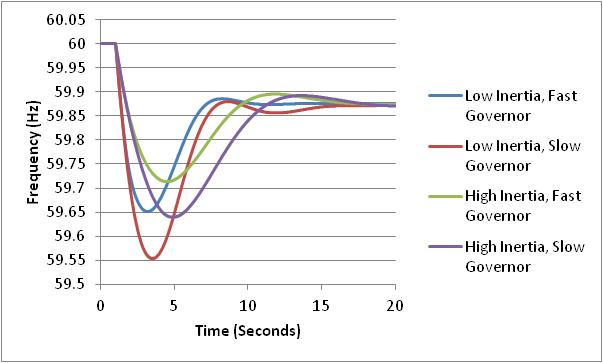 60.05
60
59.95
59.9
59.85
59.8
59.75
59.7
59.65
59.6
59.55
59.5
Frequency (Hz)
0 5 10 15 20
Time (Seconds)
Low Inertia, Fast
Governor
Low Inertia, Slow
Governor
High Inertia, Fast
Governor
High Inertia, Slow
Governor